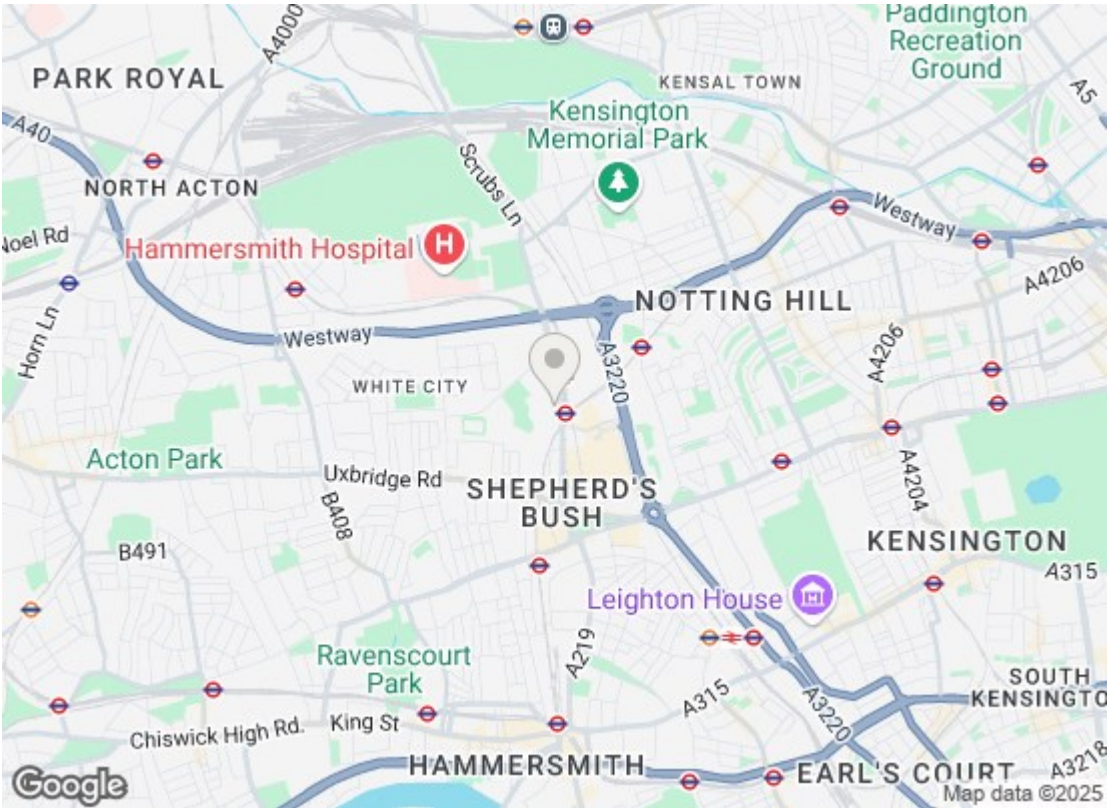 A4000
Paddington
Recreation
Ground
PARK ROYAL
KENSAL TOWN
A5
Kensington
Memorial Park
A40
Scrubs Ln
NORTH ACTON
Westway
Noel Rd
Hammersmith Hospital
H
A4206
NOTTING HILL
Horn Ln
Westway
A3220
A4206
WHITE CITY
Acton Park
Uxbridge Rd
SHEPHERD'S
BUSH
A4204
B408
B491
KENSINGTON
A315
Leighton House
A219
Ravenscourt
Park
SOUTH
KENSINGTO
A315
A3220
Chiswick High Rd.
King St
HAMMERSMITH
EARL'S COURT
A3218
Google
Map data ©2025